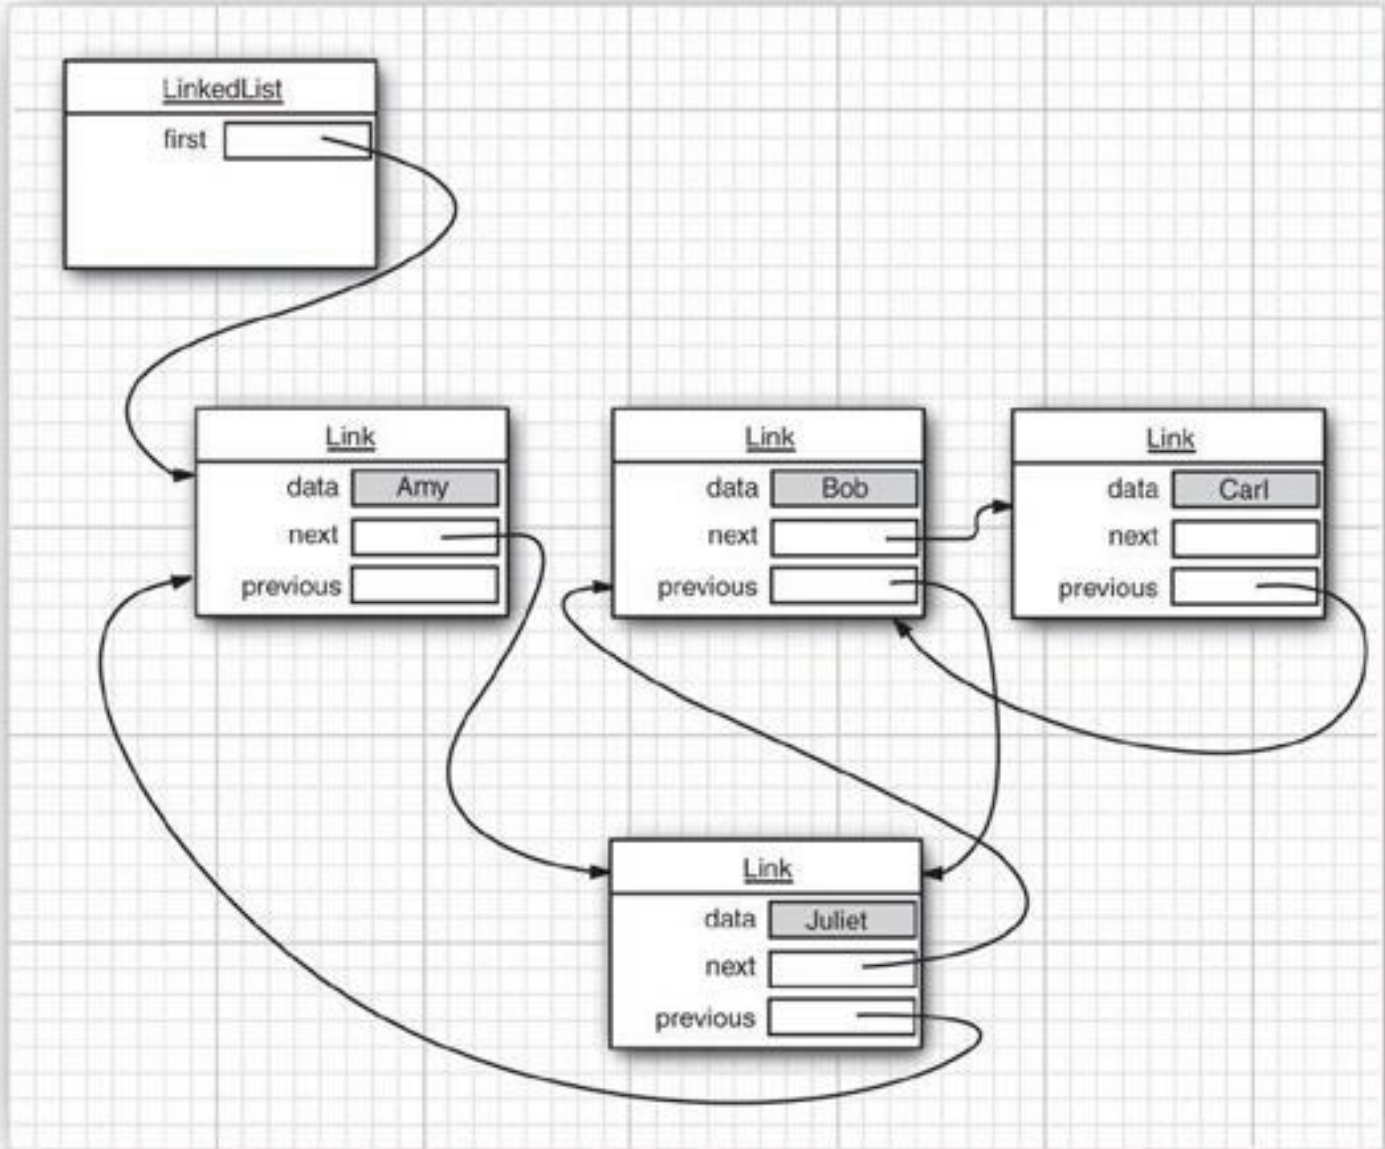 LinkedList
first
Link
data Amy
next
previous
Link
data Bob
next
previous
Link
data Carl
next
previous
Link
data Juliet
next
previous